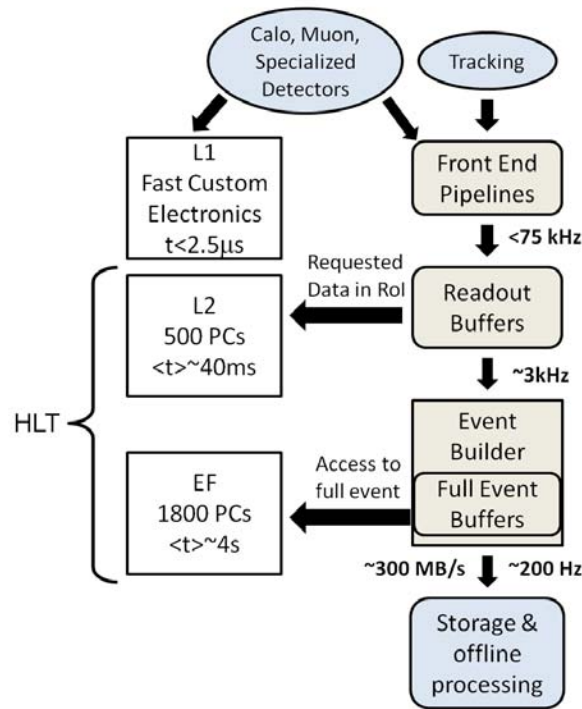 Calo, Muon,
Specialized
Detectors
Tracking
L1
Fast Custom
Electronics
t<2.5μs
Front End
Pipelines
<75 kHz
Requested
Data in RoI
Readout
Buffers
L2
500 PCs
<t>~40ms
~3kHz
HLT
Event
Builder
Access to
full event
Full Event
Buffers
EF
1800 PCs
<t>~4s
~300 MB/s
~200 Hz
Storage &
offline
processing